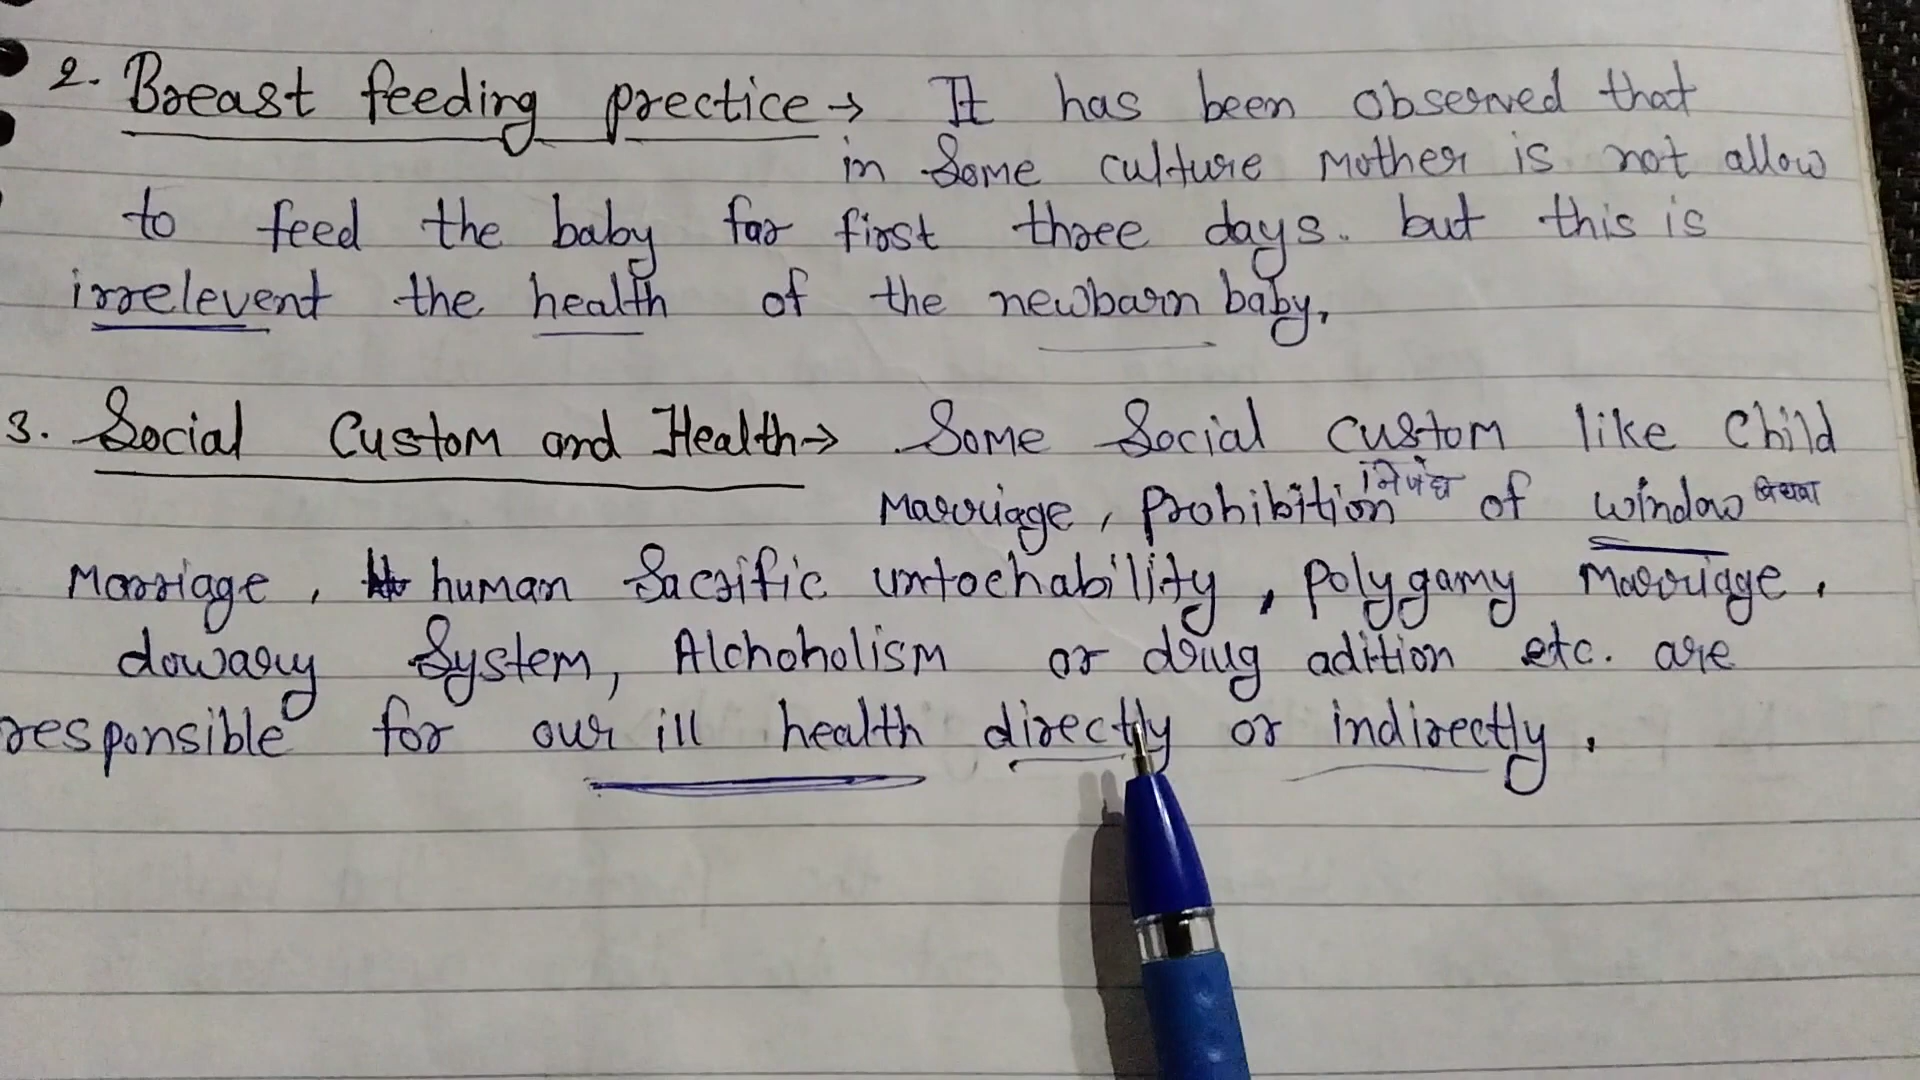 2. Breast feeding prectice → It has been observed that
in Some culture Mother is not allow
to feed the baby for first three days. but this is
irrelevent the health of the newbarn baby,
3. Social Custom and Health → Some Social custom like Child
Marriage, Prohibition निषेध of window विधवा
Marriage, human Sacrific untochability, Polygamy Marriage,
dowary System, Alchoholism or drug adition etc. are
responsible for our ill health directly or indirectly.